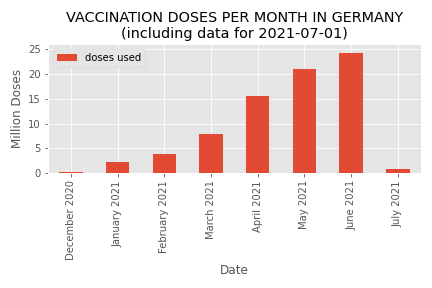 VACCINATION DOSES PER MONTH IN GERMANY
(including data for 2021-07-01)
doses used
Million Doses
25
20
15
10
5
0
December 2020
January 2021
February 2021
March 2021
April 2021
May 2021
June 2021
July 2021
Date